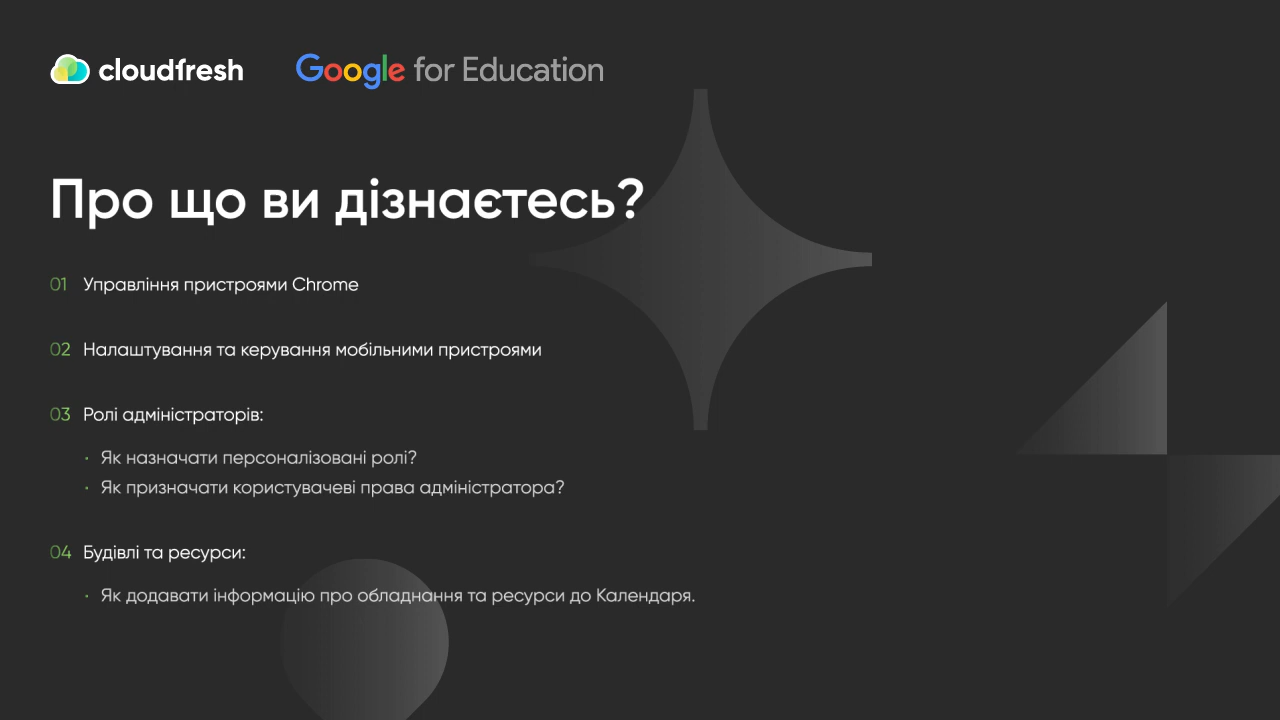 cloudfresh
Google for Education
Про що ви дізнаєтесь?
01 Управління пристроями Chrome
02 Налаштування та керування мобільними пристроями
03 Ролі адміністраторів:
· Як назначати персоналізовані ролі?
· Як призначати користувачеві права адміністратора?
04 Будівлі та ресурси:
· Як додавати інформацію про обладнання та ресурси до Календаря.